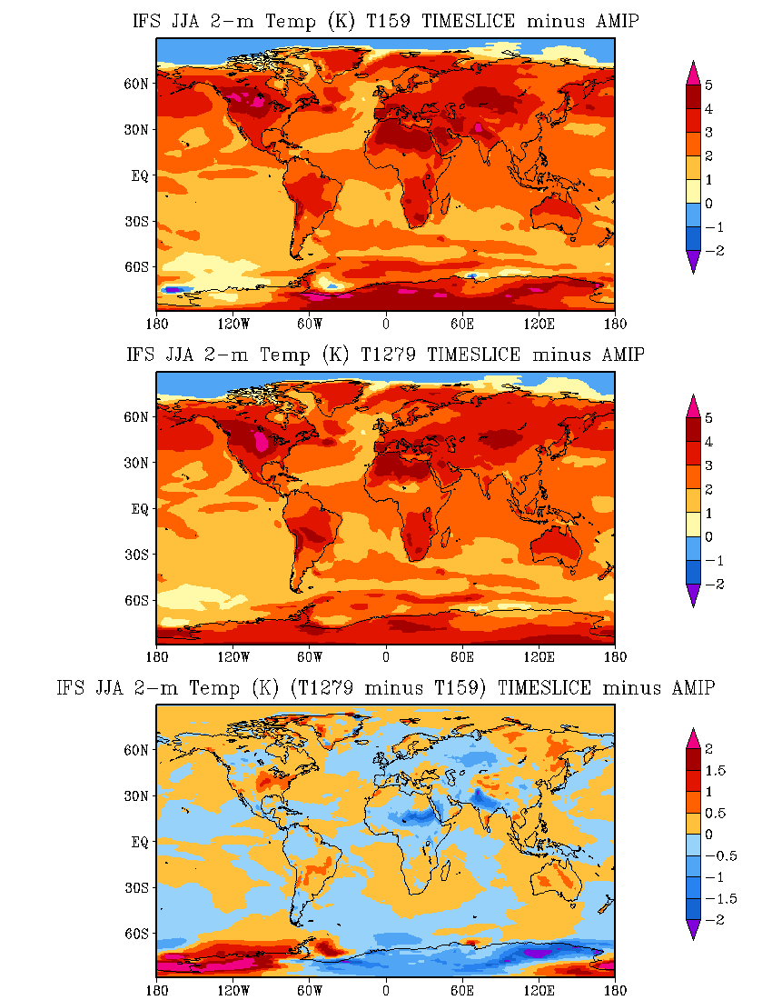 IFS JJA 2-m Temp (K) T159 TIMESLICE minus AMIP
60N
30N
EQ
30S
60S
180 120W 60W 0 60E 120E 180
5
4
3
2
1
0
-1
-2
IFS JJA 2-m Temp (K) T1279 TIMESLICE minus AMIP
60N
30N
EQ
30S
60S
180 120W 60W 0 60E 120E 180
5
4
3
2
1
0
-1
-2
IFS JJA 2-m Temp (K) (T1279 minus T159) TIMESLICE minus AMIP
60N
30N
EQ
30S
60S
180 120W 60W 0 60E 120E 180
2
1.5
1
0.5
0
-0.5
-1
-1.5
-2